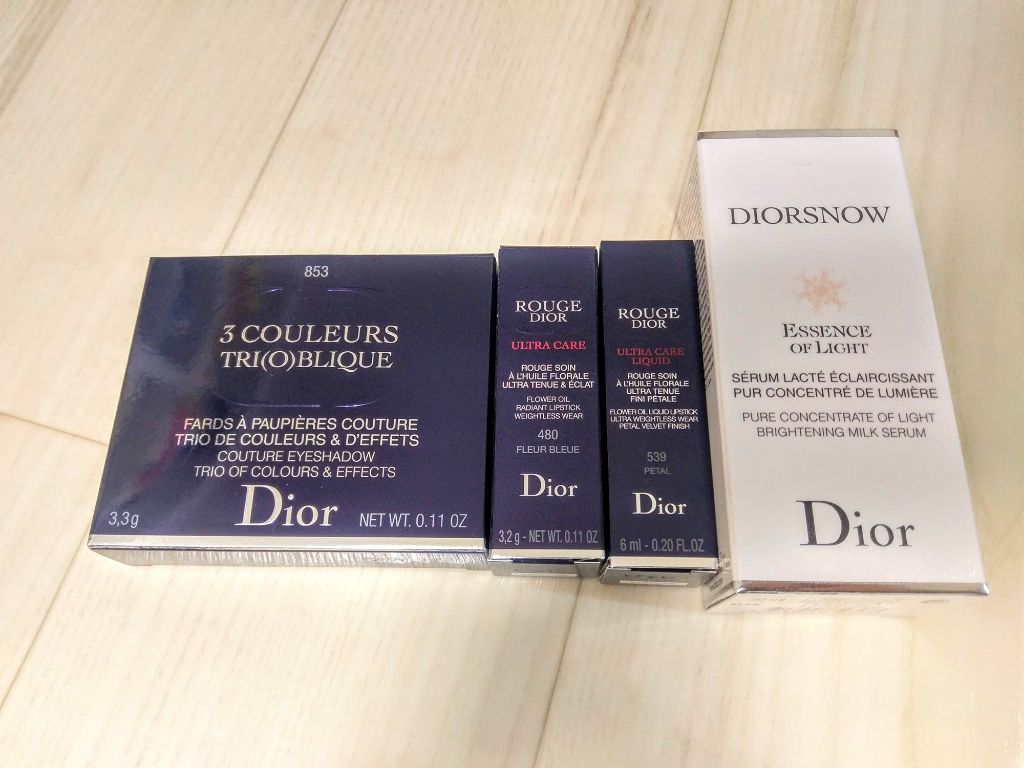 853
3 COULEURS
TRI(O)BLIQUE
FARDS À PAUPIÈRES COUTURE
TRIO DE COULEURS & D'EFFETS
COUTURE EYESHADOW
TRIO OF COLOURS & EFFECTS
3,3g
Dior
NET WT. 0.11 OZ
ROUGE
DIOR
ULTRA CARE
ROUGE SOIN
À L'HUILE FLORALE
ULTRA TENUE & ÉCLAT
FLOWER OIL
RADIANT LIPSTICK
WEIGHTLESS WEAR
480
FLEUR BLEUE
Dior
3,2 g - NET WT. 0.11 OZ
ROUGE
DIOR
ULTRA CARE
LIQUID
ROUGE SOIN
À L'HUILE FLORALE
ULTRA TENUE
FINI PÉTALE
FLOWER OIL LIQUID LIPSTICK
ULTRA WEIGHTLESS WEAR
PETAL VELVET FINISH
539
PETAL
Dior
6 ml - 0.20 FL.OZ
DIORSNOW
ESSENCE
OF LIGHT
SÉRUM LACTÉ ÉCLAIRCISSANT
PUR CONCENTRÉ DE LUMIÈRE
PURE CONCENTRATE OF LIGHT
BRIGHTENING MILK SERUM
Dior